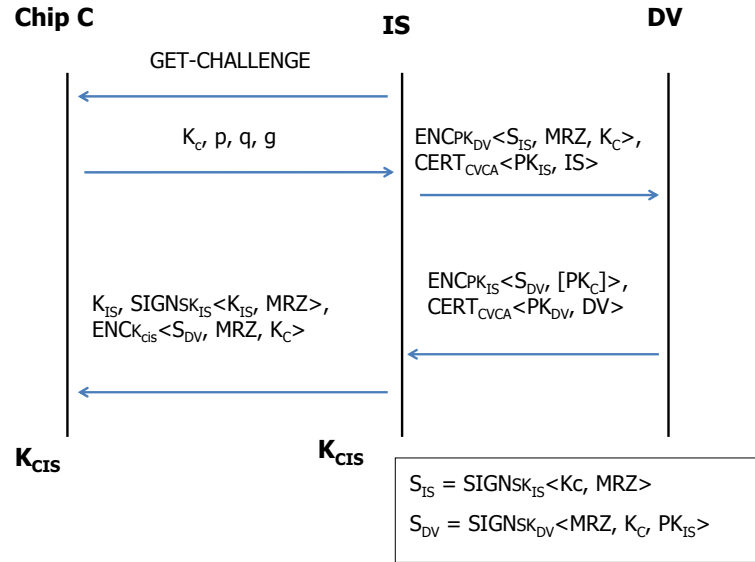 Chip C
IS
DV
GET-CHALLENGE
Kc, p, q, g
ENCPKDV<SIS, MRZ, KC>,
CERTCVCA<PKIS, IS>
ENCPKIS<SDV, [PKC]>,
CERTCVCA<PKDV, DV>
KIS, SIGNSKIS<KIS, MRZ>,
ENCKcis<SDV, MRZ, KC>
KCIS
KCIS
SIS = SIGNSKIS<Kc, MRZ>
SDV = SIGNSKDV<MRZ, KC, PKIS>